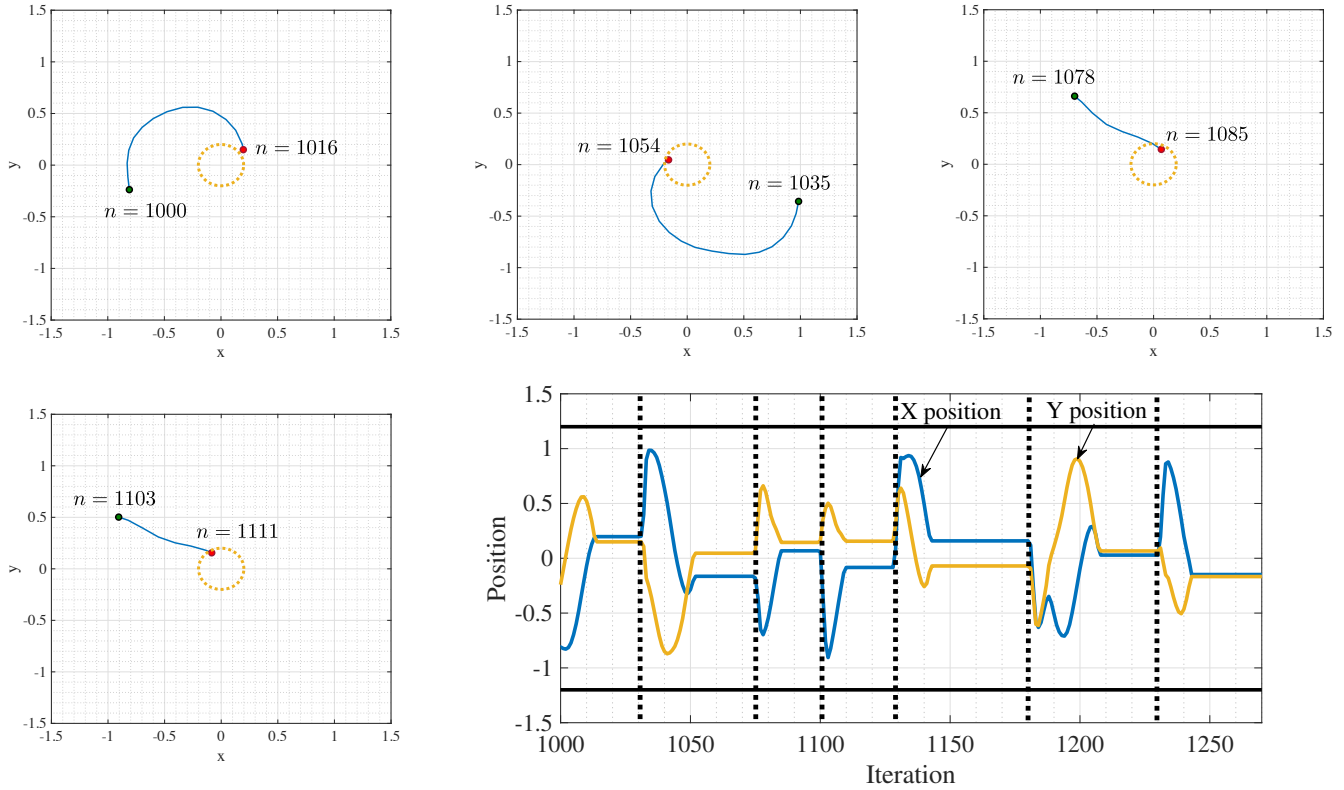 1.5
1
0.5
0
-0.5
-1
-1.5
y
-1.5 -1 -0.5 0 0.5 1 1.5
x
n = 1016
n = 1000
1.5
1
0.5
0
-0.5
-1
-1.5
y
-1.5 -1 -0.5 0 0.5 1 1.5
x
n = 1054
n = 1035
1.5
1
0.5
0
-0.5
-1
-1.5
y
-1.5 -1 -0.5 0 0.5 1 1.5
x
n = 1078
n = 1085
1.5
1
0.5
0
-0.5
-1
-1.5
y
-1.5 -1 -0.5 0 0.5 1 1.5
x
n = 1103
n = 1111
1.5
1
0.5
0
-0.5
-1
-1.5
Position
X position
Y position
1000 1050 1100 1150 1200 1250
Iteration